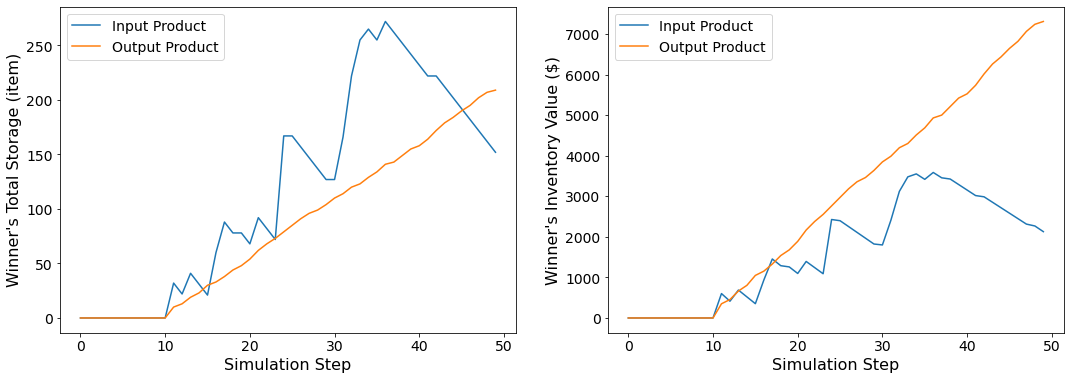 Input Product
Output Product
Winner's Total Storage (item)
250
200
150
100
50
0
0 10 20 30 40 50
Simulation Step
Input Product
Output Product
Winner's Inventory Value ($)
7000
6000
5000
4000
3000
2000
1000
0
0 10 20 30 40 50
Simulation Step